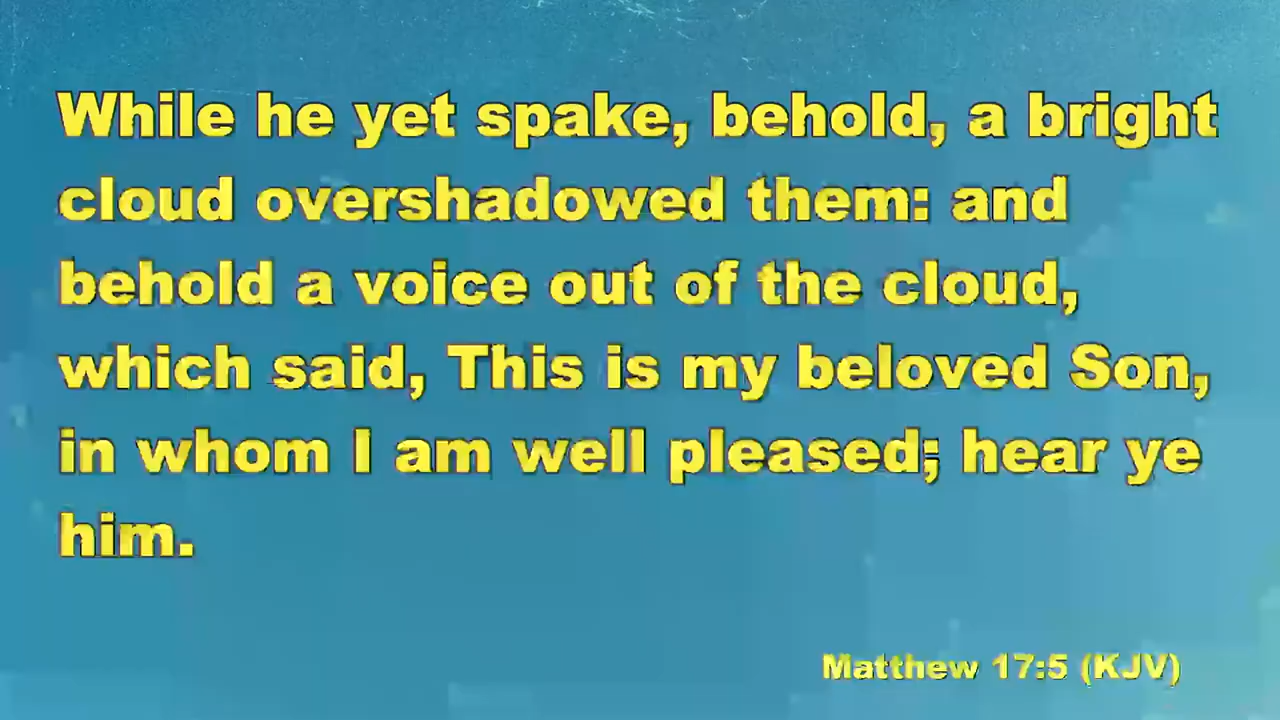 While he yet spake, behold, a bright
cloud overshadowed them: and
behold a voice out of the cloud,
which said, This is my beloved Son,
in whom I am well pleased; hear ye
him.
Matthew 17:5 (KJV)